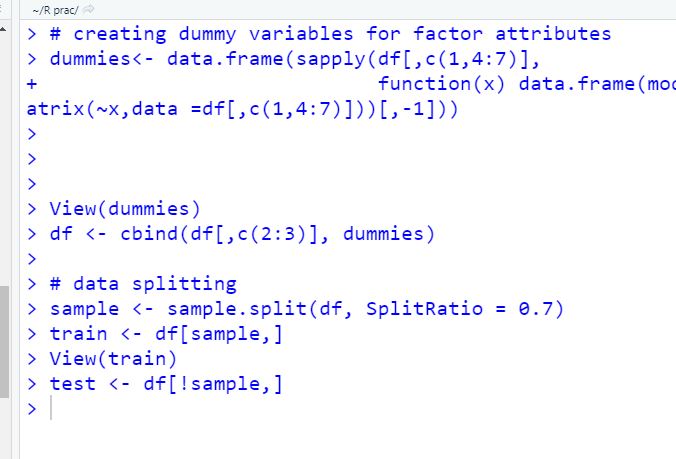 ~/R prac/
> # creating dummy variables for factor attributes
> dummies<- data.frame(sapply(df[,c(1,4:7)],
+ function(x) data.frame(mod
atrix(~x,data =df[,c(1,4:7)]))[,-1]))
>
>
>
> View(dummies)
> df <- cbind(df[,c(2:3)], dummies)
>
> # data splitting
> sample <- sample.split(df, SplitRatio = 0.7)
> train <- df[sample,]
> View(train)
> test <- df[!sample,]
>